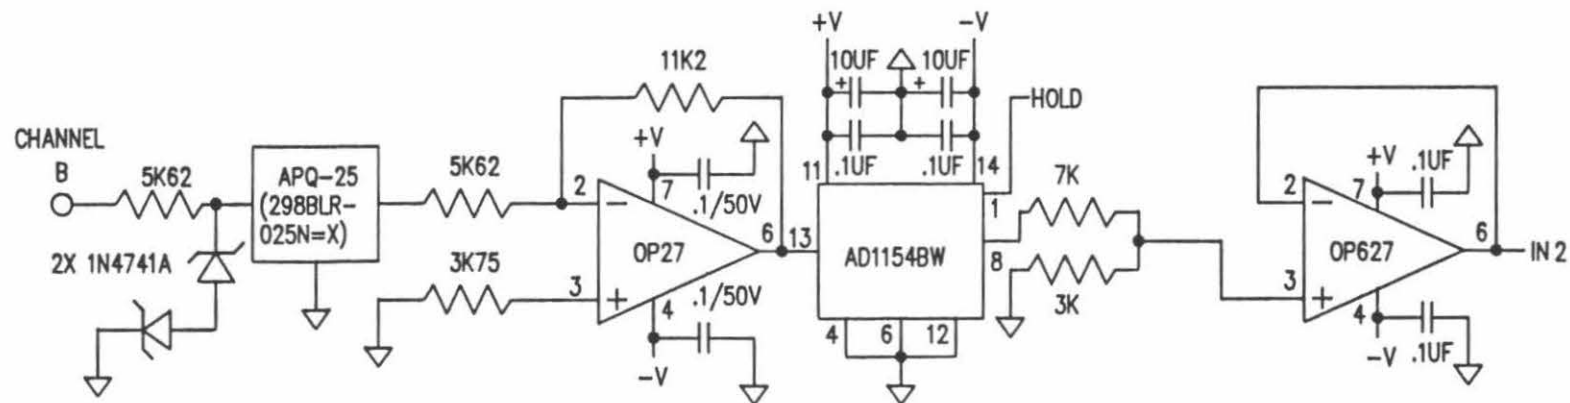 CHANNEL
B
5K62
2X 1N4741A
APQ-25
(298BLR-
025N=X)
5K62
3K75
11K2
2
3
+V
7
.1/50V
OP27
6
4
.1/50V
-V
13
+V
-V
10UF
10UF
+
+
.1UF
.1UF
11
14
HOLD
1
AD1154BW
8
4
6
12
7K
3K
2
3
+V
7
.1UF
OP627
6
4
-V
.1UF
IN 2